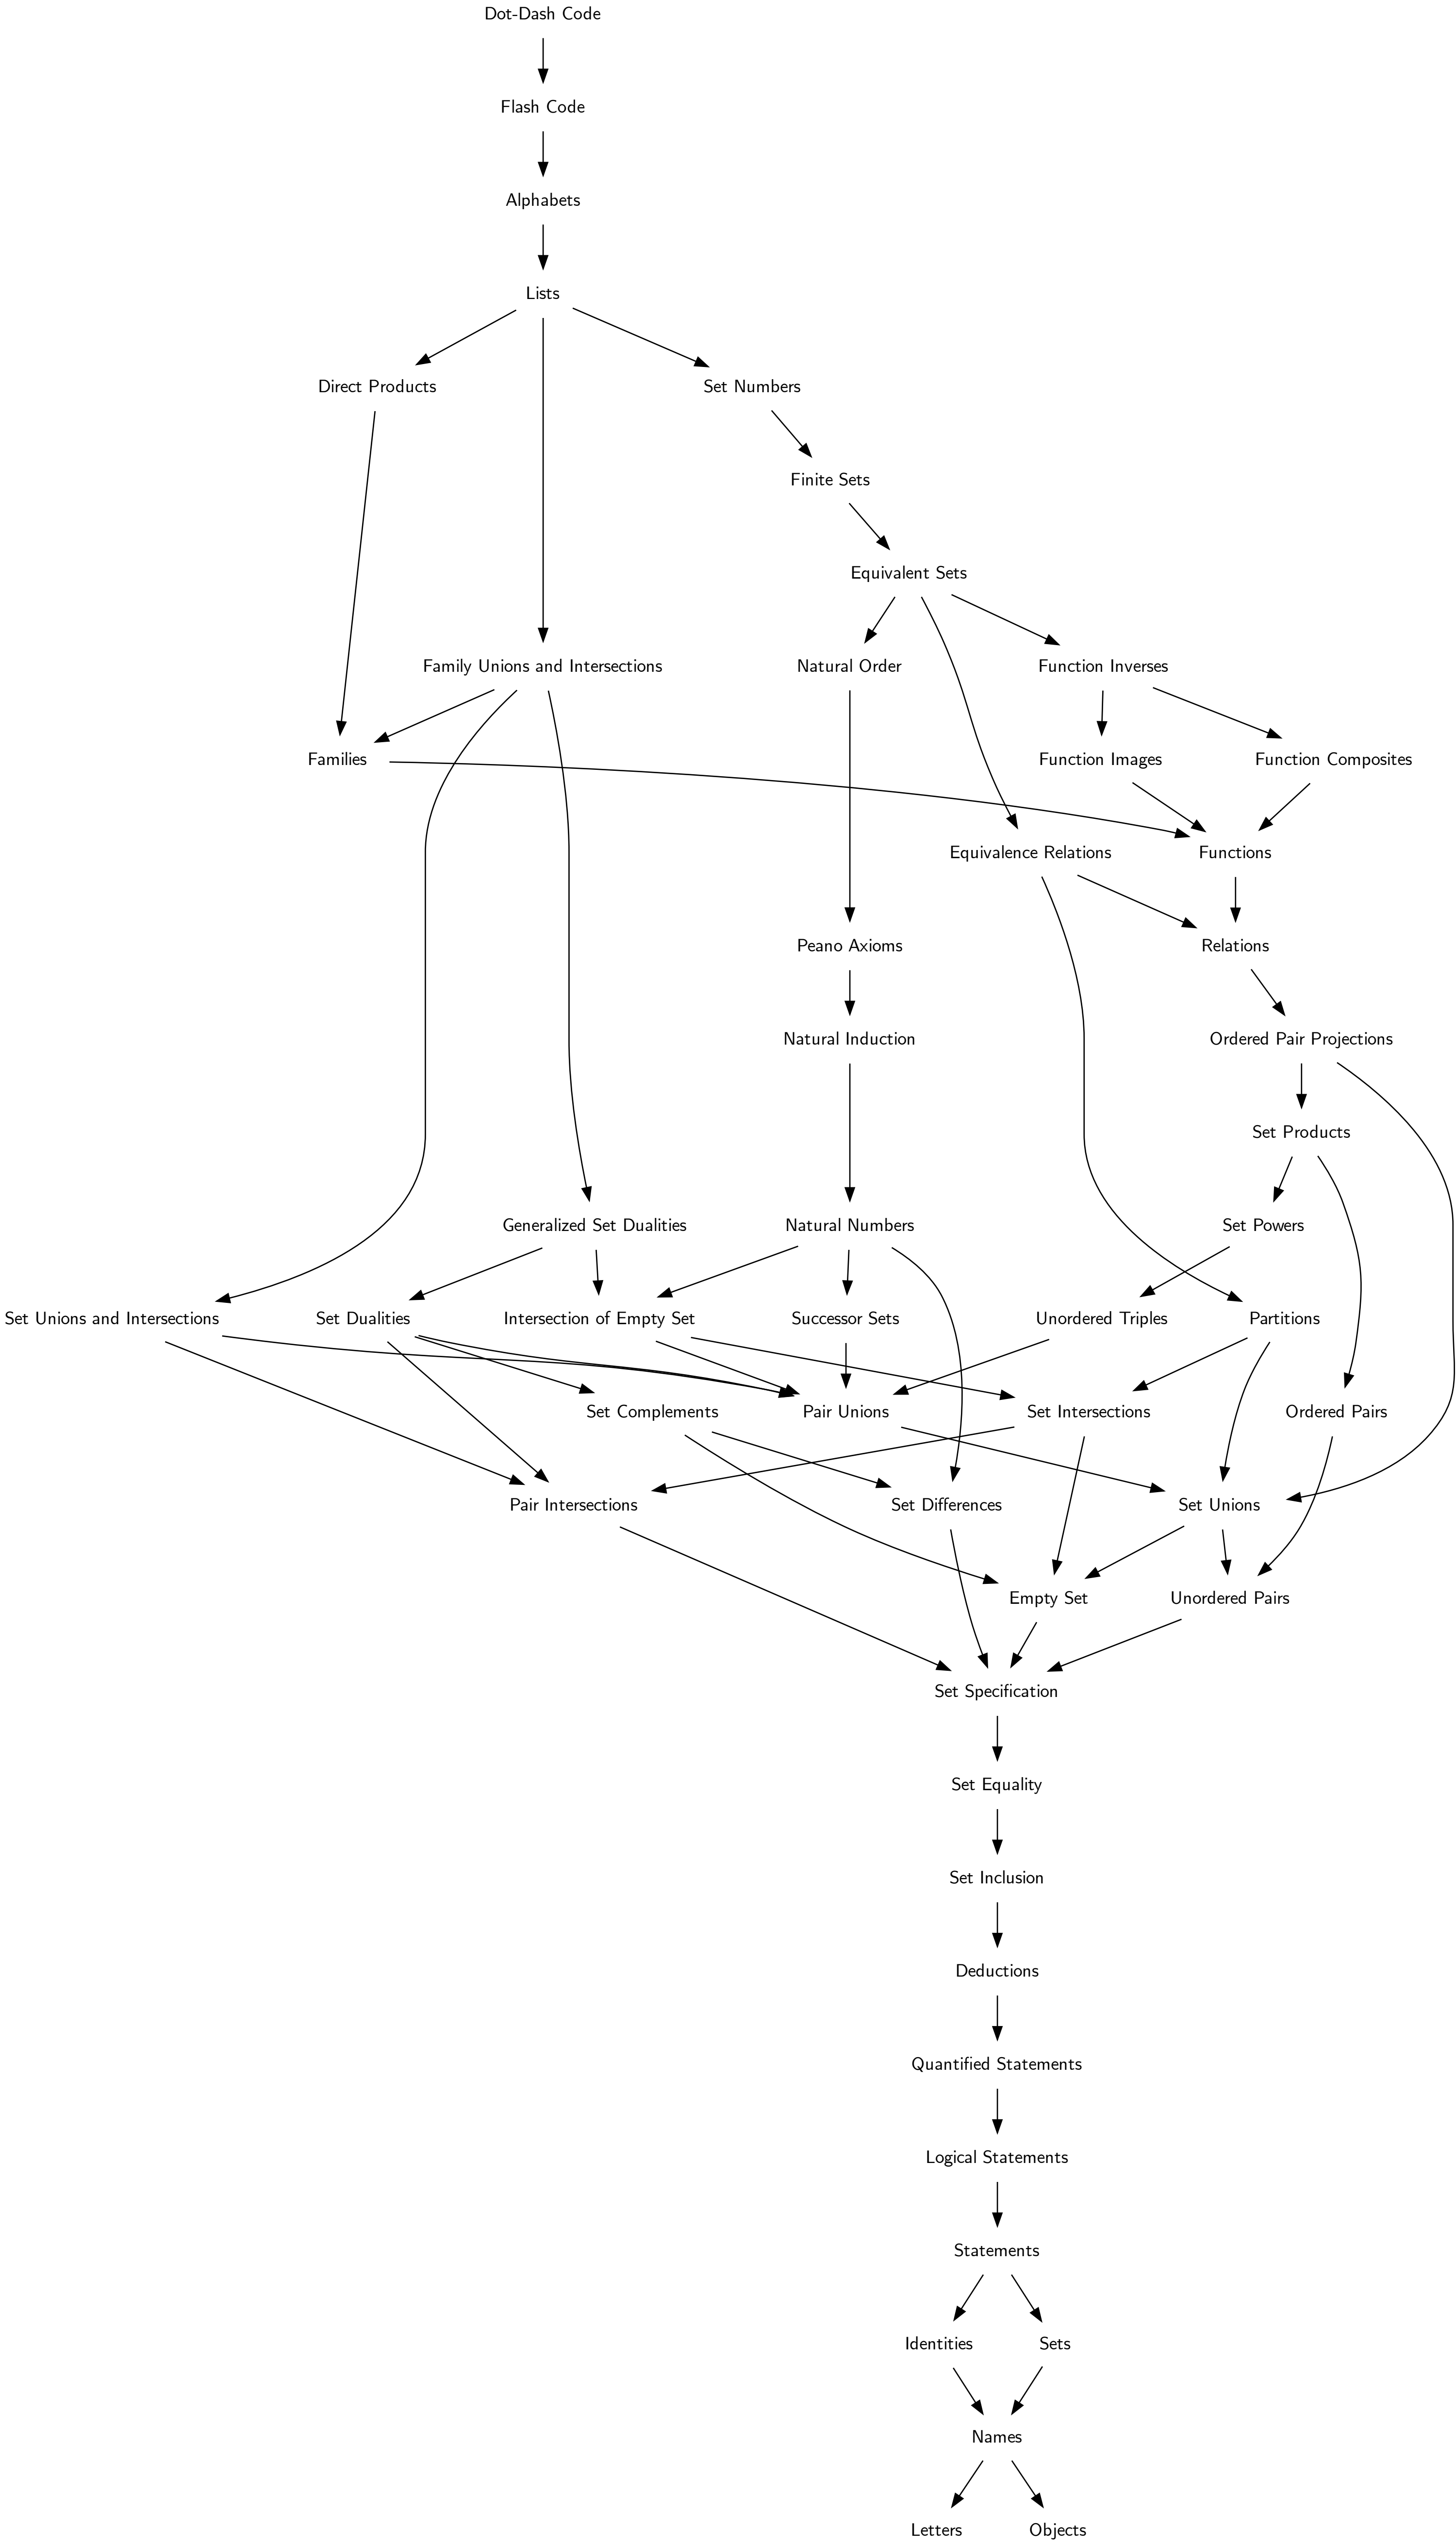 Dot-Dash Code
Flash Code
Alphabets
Lists
Direct Products
Set Numbers
Finite Sets
Equivalent Sets
Family Unions and Intersections
Natural Order
Function Inverses
Families
Function Images
Function Composites
Equivalence Relations
Functions
Peano Axioms
Relations
Natural Induction
Ordered Pair Projections
Set Products
Generalized Set Dualities
Natural Numbers
Set Powers
Set Unions and Intersections
Set Dualities
Intersection of Empty Set
Successor Sets
Unordered Triples
Partitions
Set Complements
Pair Unions
Set Intersections
Ordered Pairs
Pair Intersections
Set Differences
Set Unions
Empty Set
Unordered Pairs
Set Specification
Set Equality
Set Inclusion
Deductions
Quantified Statements
Logical Statements
Statements
Identities
Sets
Names
Letters
Objects